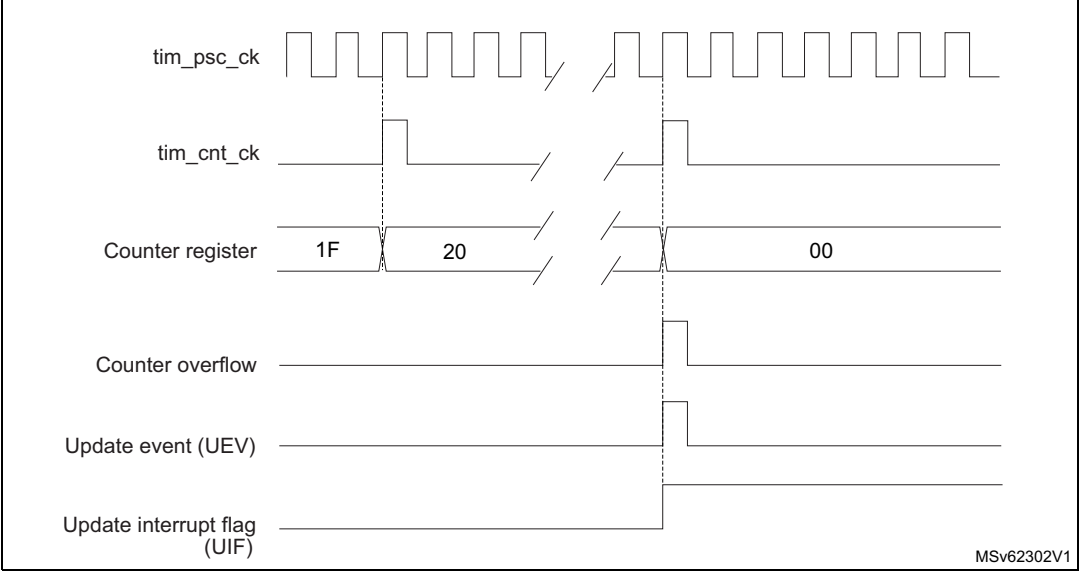 tim_psc_ck
tim_cnt_ck
Counter register
1F
20
00
Counter overflow
Update event (UEV)
Update interrupt flag
(UIF)
MSv62302V1